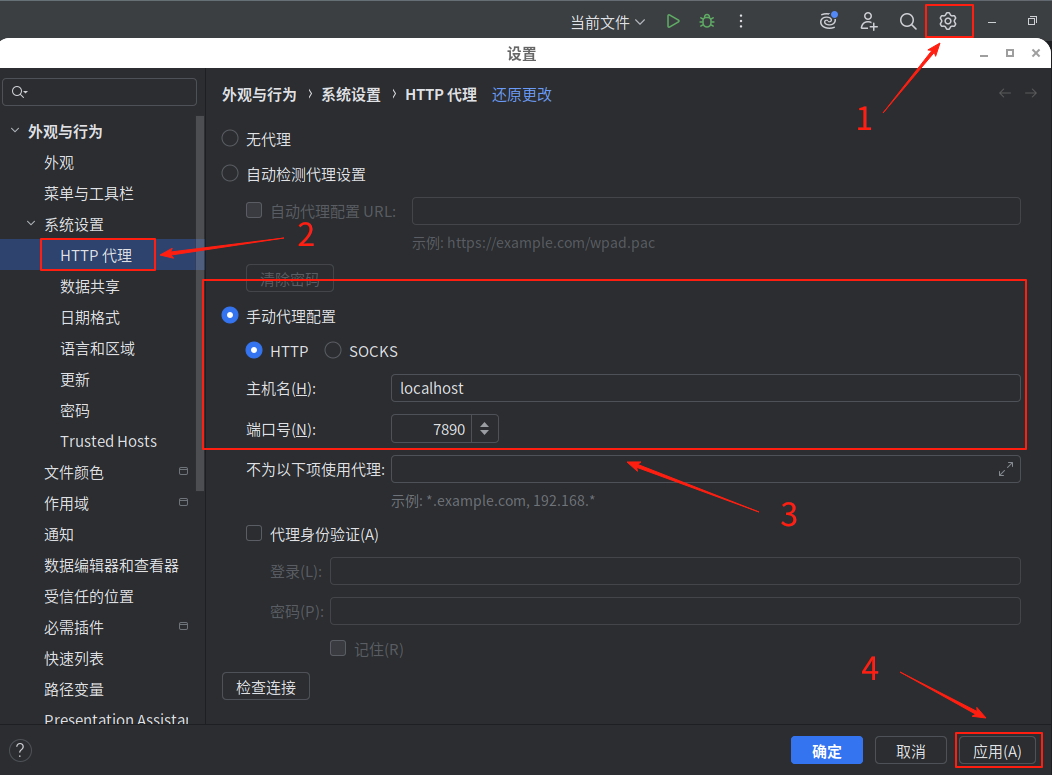 当前文件
设置
1
外观与行为 › 系统设置 › HTTP 代理 还原更改
外观与行为
外观
菜单与工具栏
系统设置
HTTP 代理
数据共享
日期格式
语言和区域
更新
密码
Trusted Hosts
文件颜色
作用域
通知
数据编辑器和查看器
受信任的位置
必需插件
快速列表
路径变量
Presentation Assistar
无代理
自动检测代理设置
自动代理配置 URL:
2
示例: https://example.com/wpad.pac
清除密码
手动代理配置
HTTP SOCKS
主机名(H): localhost
端口号(N): 7890
不为以下项使用代理:
示例: *.example.com, 192.168.*
3
代理身份验证(A)
登录(L):
密码(P):
记住(R)
检查连接
4
?
确定 取消 应用(A)